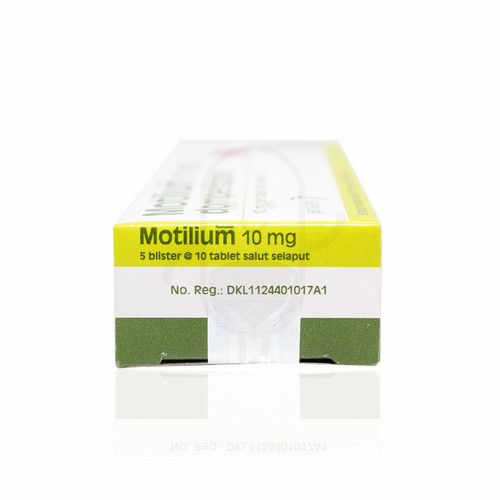 Motilium 10 mg
5 blister @ 10 tablet salut selaput
No. Reg.: DKL1124401017A1